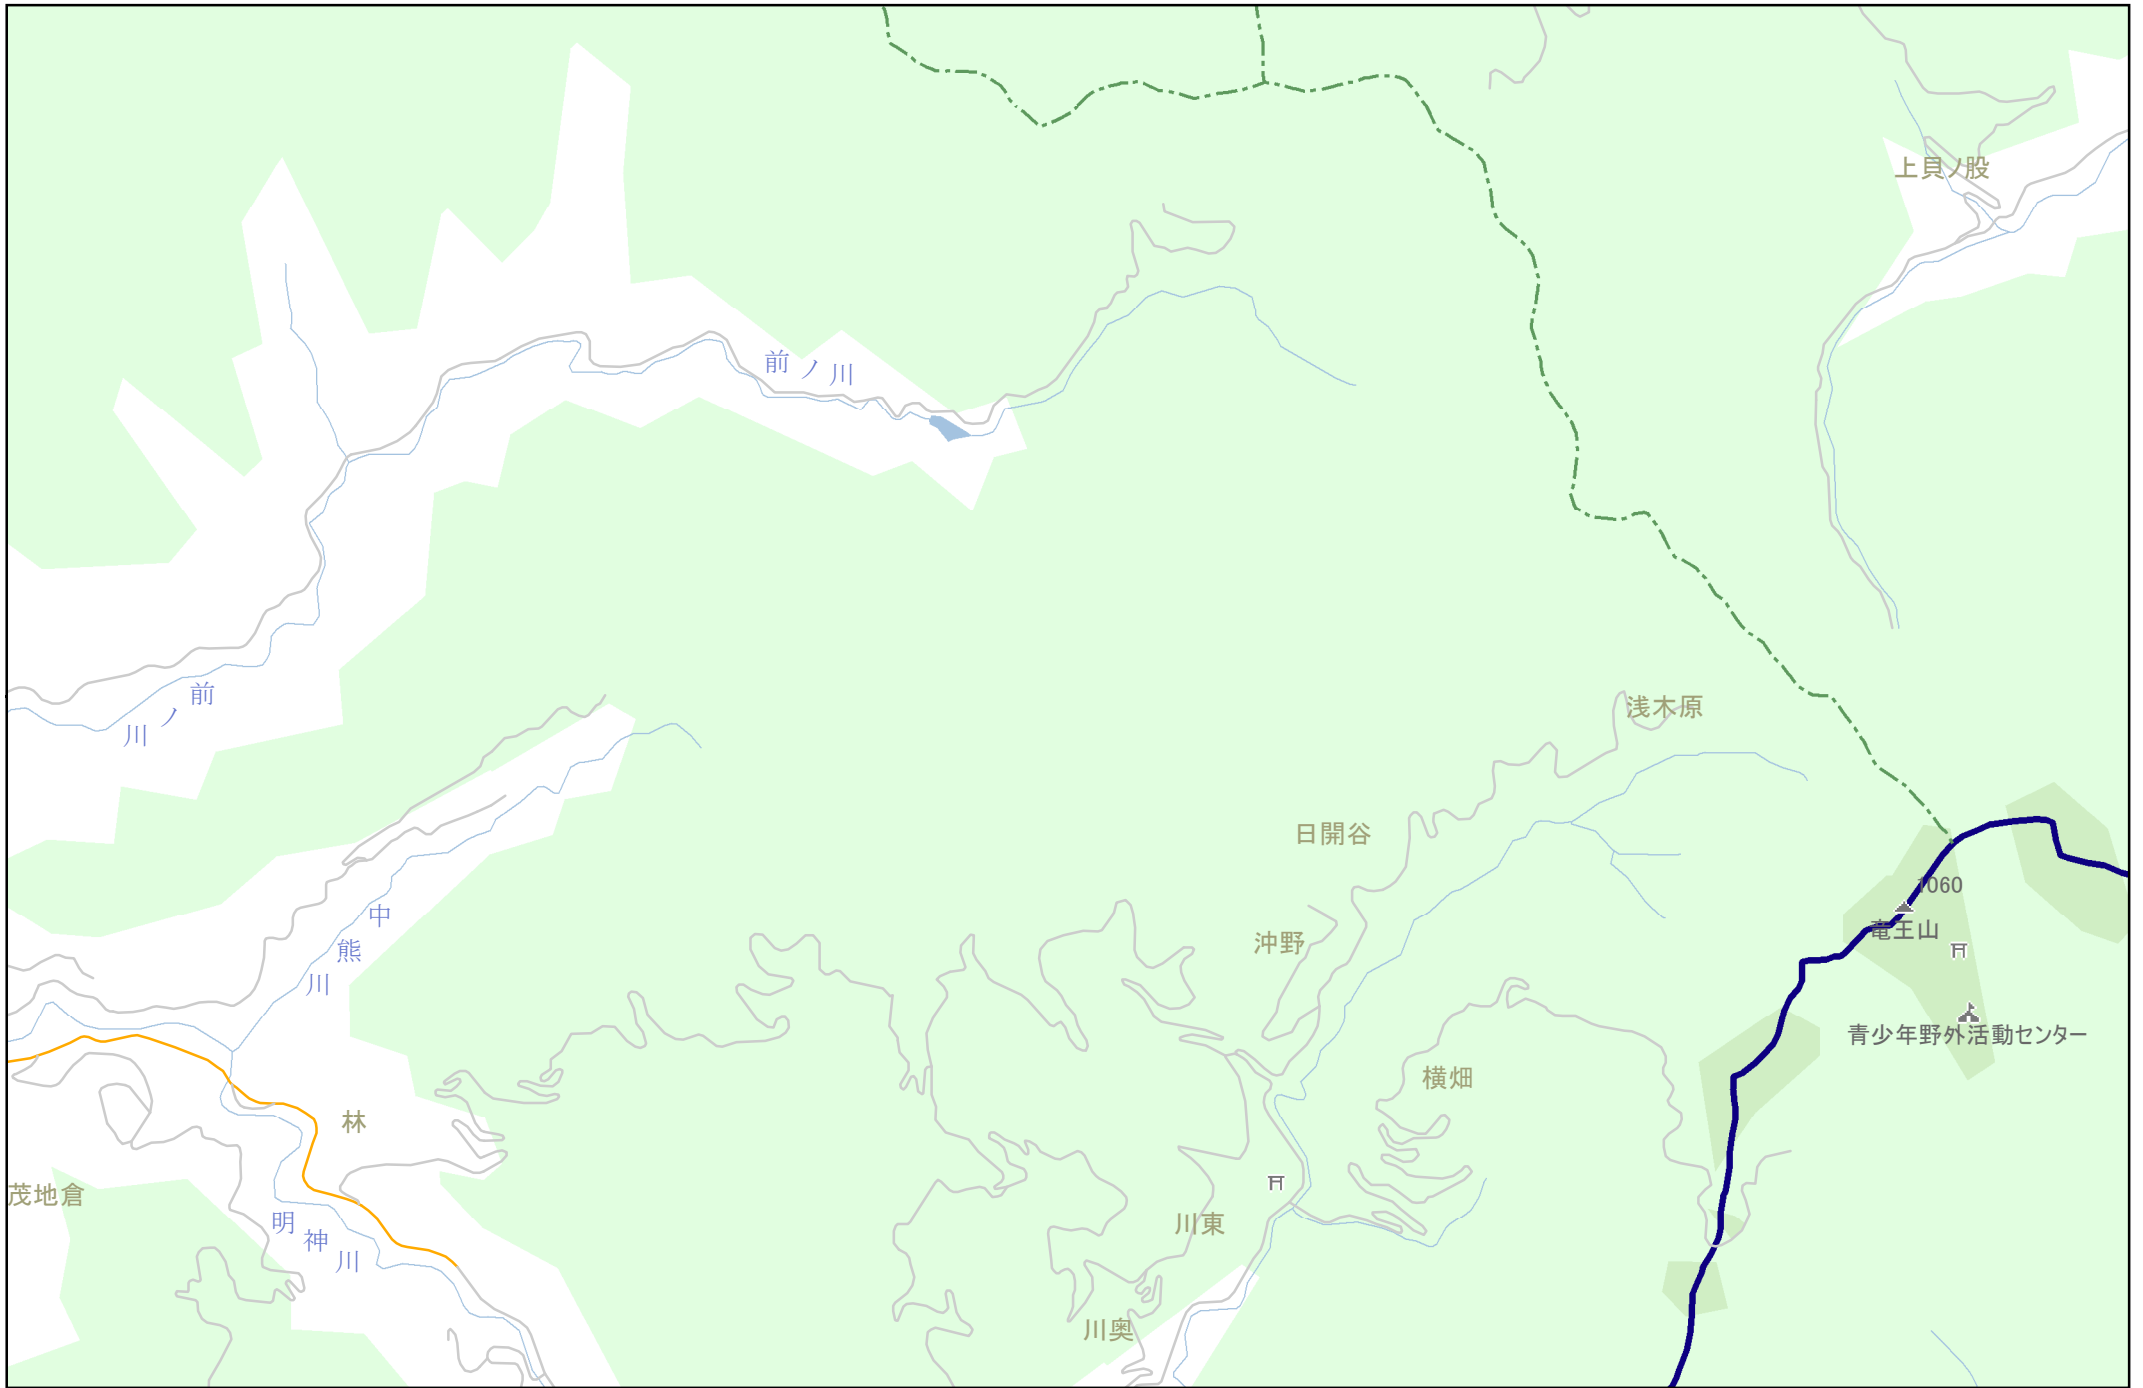 上貝ノ股
前ノ川
前ノ川
浅木原
日開谷
1060
中熊川
竜王山
沖野
青少年野外活動センター
横畑
林
茂地倉
明神川
川東
川奥